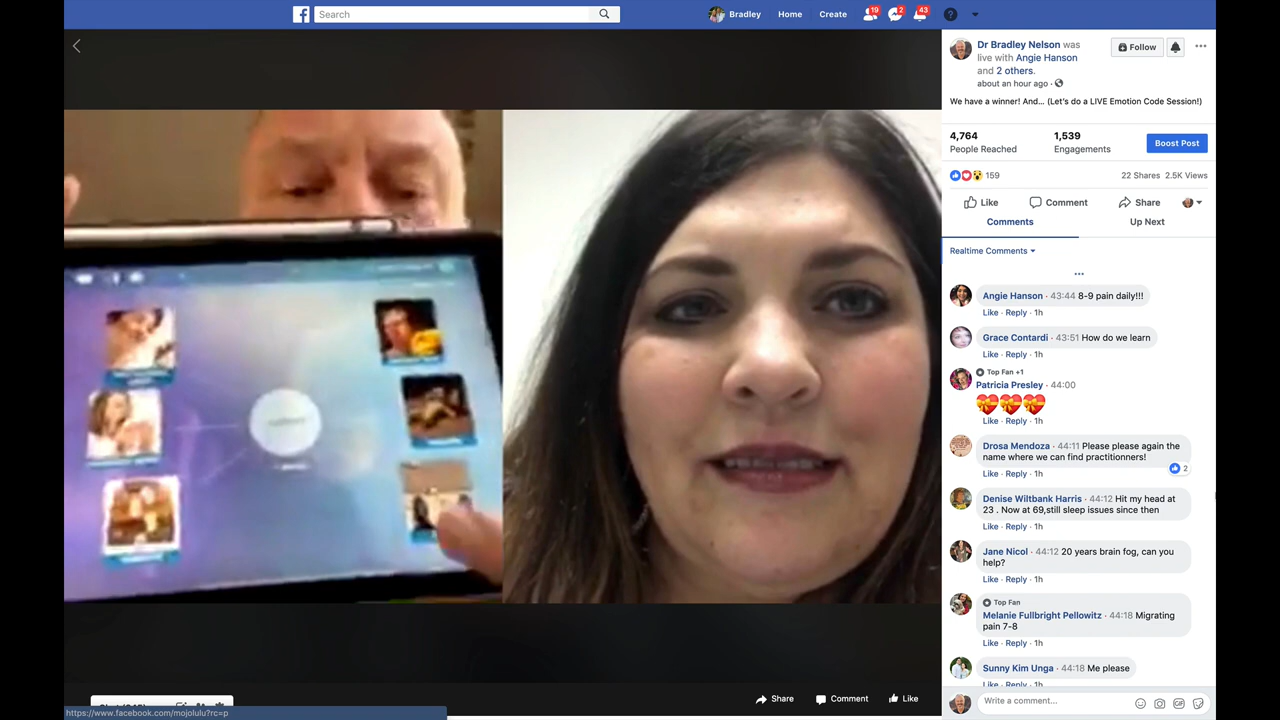 Search
Bradley
Home
Create
19
2
43
Dr Bradley Nelson was
live with Angie Hanson
and 2 others.
about an hour ago ·
Follow
We have a winner! And... (Let's do a LIVE Emotion Code Session!)
4,764
People Reached
1,539
Engagements
Boost Post
159
22 Shares 2.5K Views
Like
Comment
Share
Comments
Up Next
Realtime Comments
Angie Hanson · 43:44 8-9 pain daily!!!
Like · Reply · 1h
Grace Contardi · 43:51 How do we learn
Like · Reply · 1h
Top Fan +1
Patricia Presley · 44:00
Like · Reply · 1h
Drosa Mendoza · 44:11 Please please again the
name where we can find practitionners!
2
Like · Reply · 1h
Denise Wiltbank Harris · 44:12 Hit my head at
23 . Now at 69,still sleep issues since then
Like · Reply · 1h
Jane Nicol · 44:12 20 years brain fog, can you
help?
Like · Reply · 1h
Top Fan
Melanie Fullbright Pellowitz · 44:18 Migrating
pain 7-8
Like · Reply · 1h
Sunny Kim Unga · 44:18 Me please
Like · Reply · 1h
Write a comment...
Share
Comment
Like
https://www.facebook.com/mojolulu?rc=p